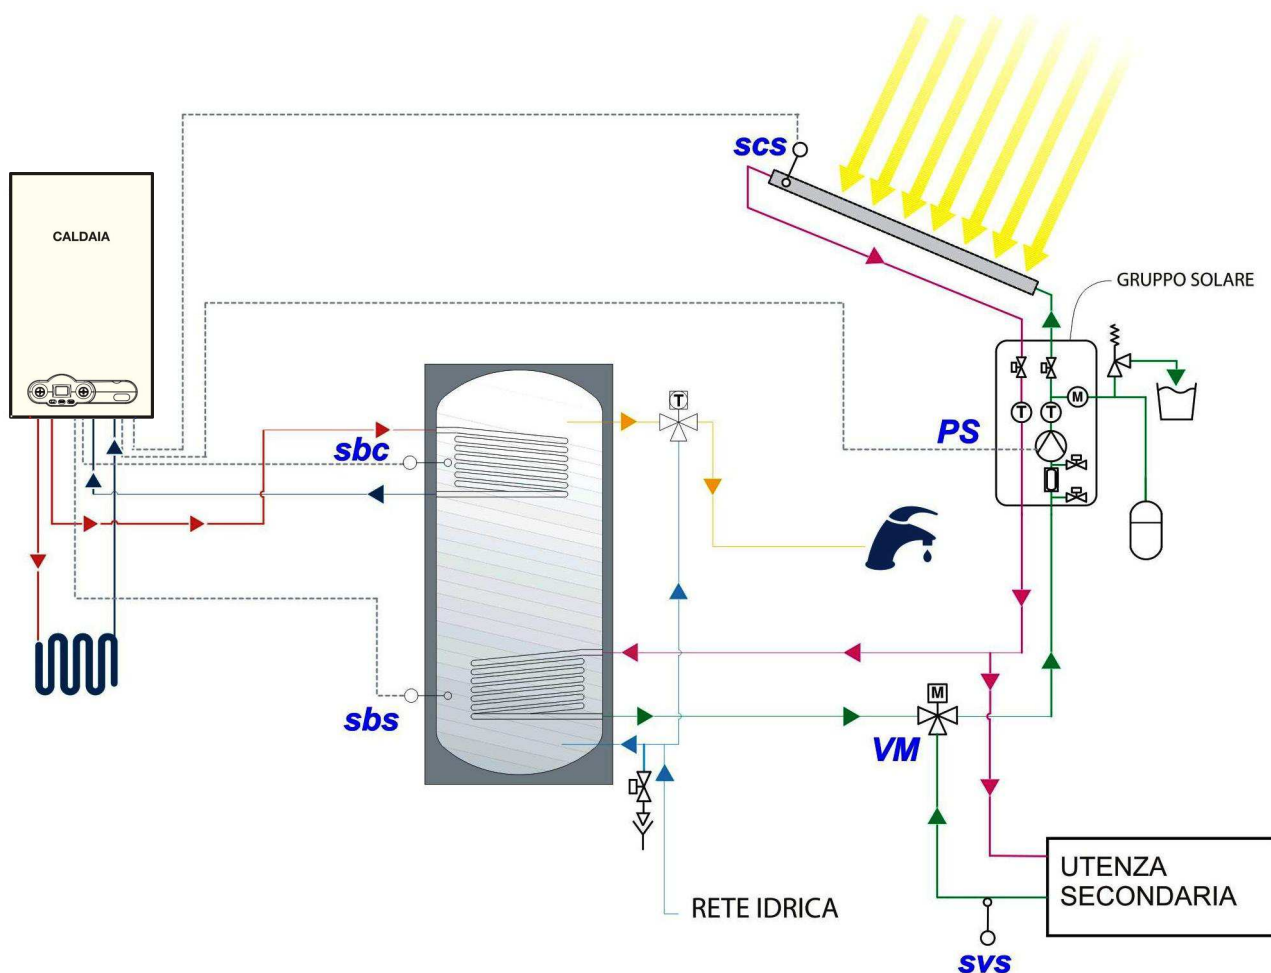 scs
CALDAIA
GRUPPO SOLARE
T
M
T
T
PS
sbc
M
sbs
VM
UTENZA
SECONDARIA
RETE IDRICA
svs